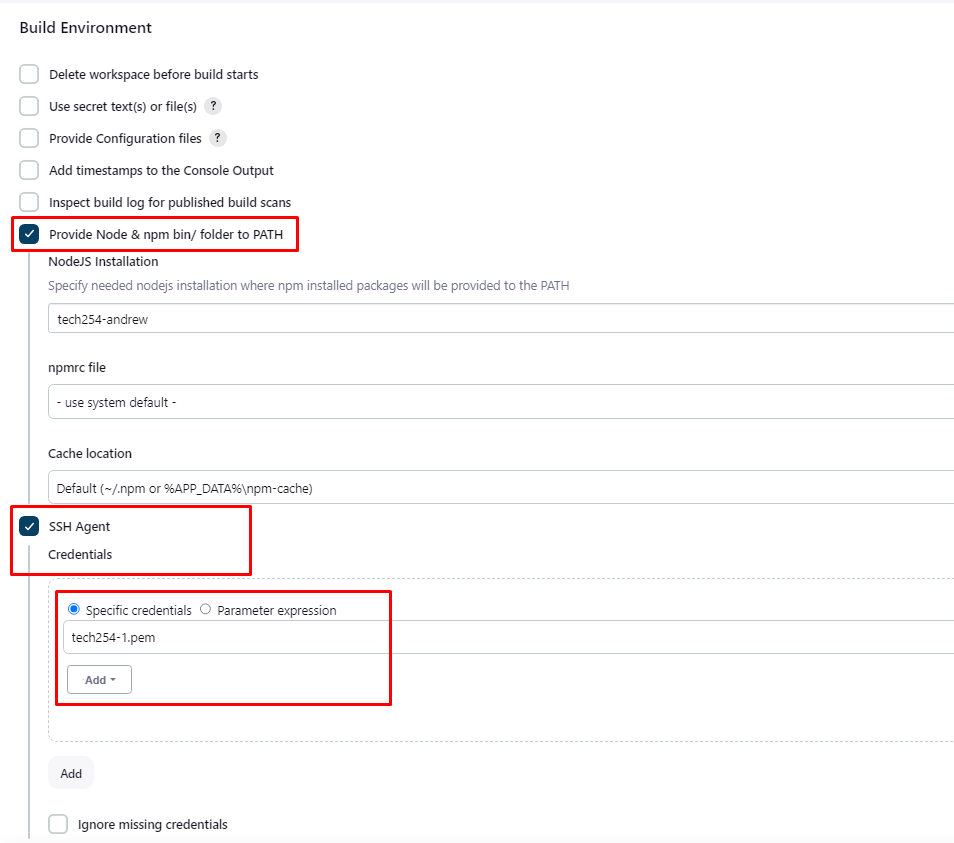 Build Environment
Delete workspace before build starts
Use secret text(s) or file(s) ?
Provide Configuration files ?
Add timestamps to the Console Output
Inspect build log for published build scans
Provide Node & npm bin/ folder to PATH
NodeJS Installation
Specify needed nodejs installation where npm installed packages will be provided to the PATH
tech254-andrew
npmrc file
- use system default -
Cache location
Default (~/.npm or %APP_DATA%\npm-cache)
SSH Agent
Credentials
Specific credentials Parameter expression
tech254-1.pem
Add
Add
Ignore missing credentials